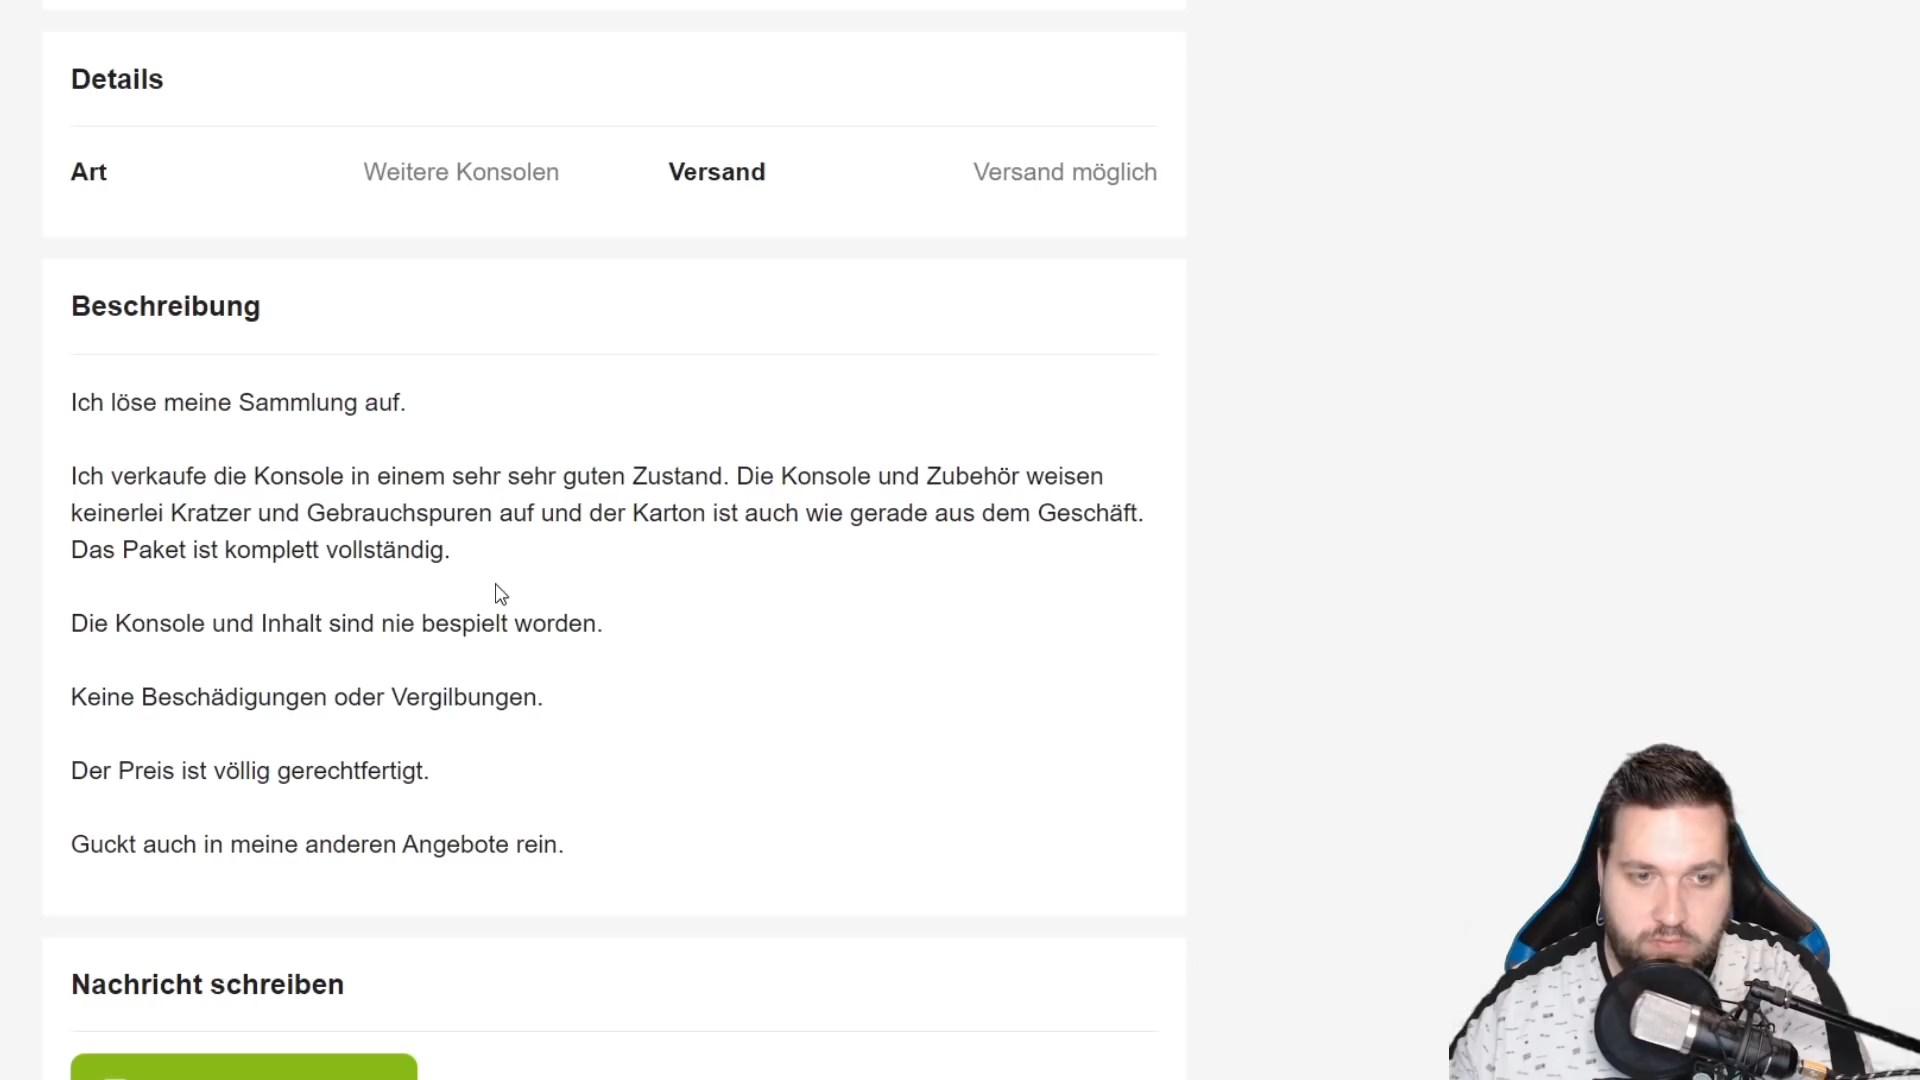 Details
Art Weitere Konsolen Versand Versand möglich
Beschreibung
Ich löse meine Sammlung auf.
Ich verkaufe die Konsole in einem sehr sehr guten Zustand. Die Konsole und Zubehör weisen
keinerlei Kratzer und Gebrauchspuren auf und der Karton ist auch wie gerade aus dem Geschäft.
Das Paket ist komplett vollständig.
Die Konsole und Inhalt sind nie bespielt worden.
Keine Beschädigungen oder Vergilbungen.
Der Preis ist völlig gerechtfertigt.
Guckt auch in meine anderen Angebote rein.
Nachricht schreiben